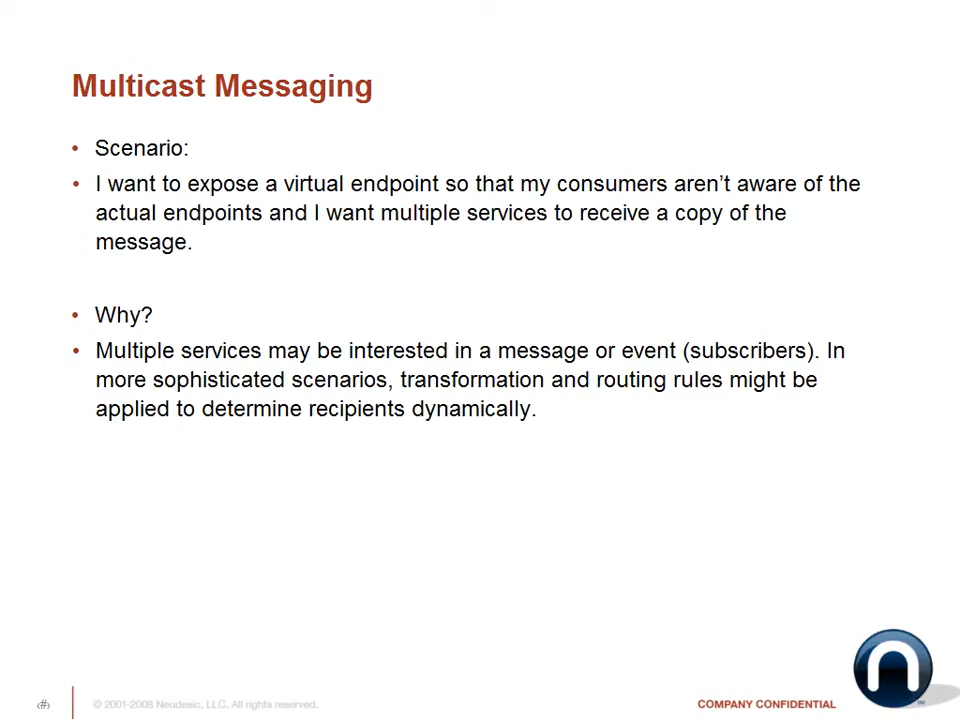 Multicast Messaging
• Scenario:
• I want to expose a virtual endpoint so that my consumers aren’t aware of the
actual endpoints and I want multiple services to receive a copy of the
message.
• Why?
• Multiple services may be interested in a message or event (subscribers). In
more sophisticated scenarios, transformation and routing rules might be
applied to determine recipients dynamically.
‹#›
© 2001-2008 Neudesic, LLC. All rights reserved.
COMPANY CONFIDENTIAL